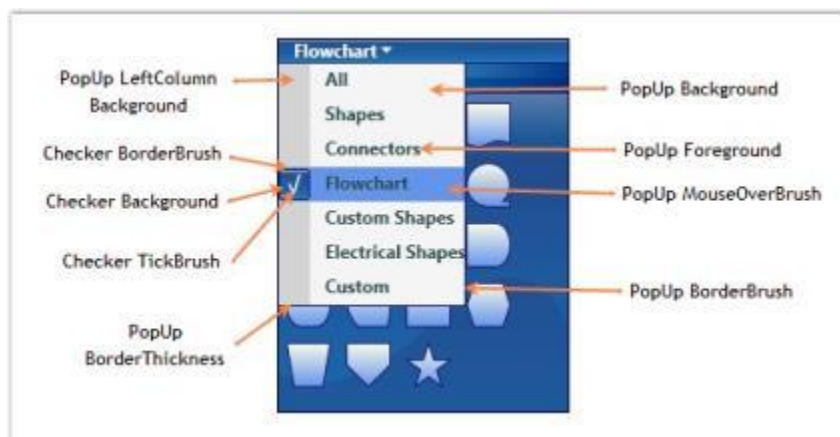 Flowchart
PopUp LeftColumn
Background
Checker BorderBrush
Checker Background
Checker TickBrush
PopUp
BorderThickness
All
Shapes
Connectors
Flowchart
Custom Shapes
Electrical Shapes
Custom
PopUp Background
PopUp Foreground
PopUp MouseOverBrush
PopUp BorderBrush